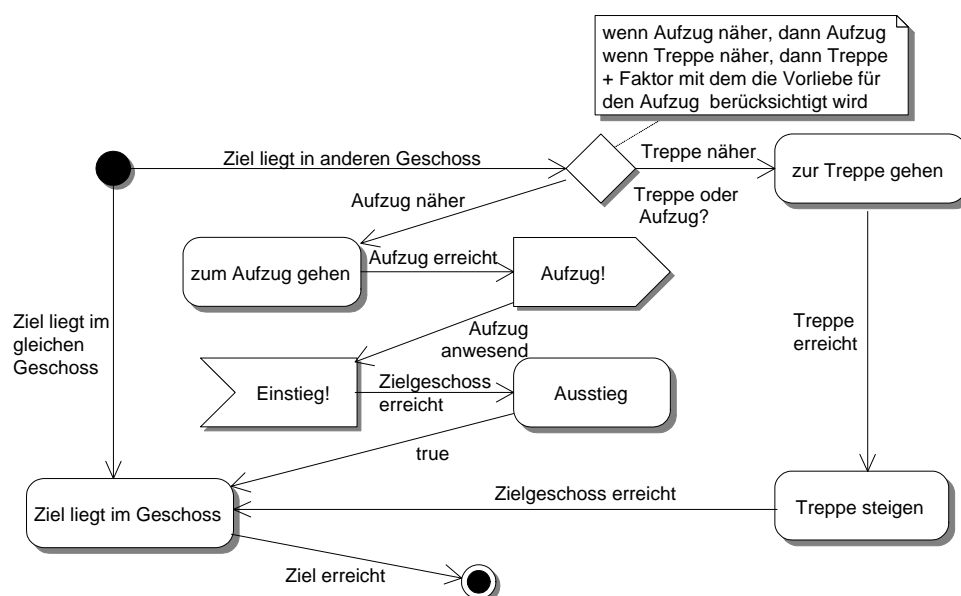 wenn Aufzug näher, dann Aufzug
wenn Treppe näher, dann Treppe
+ Faktor mit dem die Vorliebe für
den Aufzug berücksichtigt wird
Ziel liegt in anderen Geschoss
Treppe näher
zur Treppe gehen
Aufzug näher
Treppe oder
Aufzug?
zum Aufzug gehen
Aufzug erreicht
Aufzug!
Ziel liegt im
gleichen
Geschoss
Treppe
erreicht
Aufzug
anwesend
Einstieg!
Zielgeschoss
erreicht
Ausstieg
true
Ziel liegt im Geschoss
Zielgeschoss erreicht
Treppe steigen
Ziel erreicht